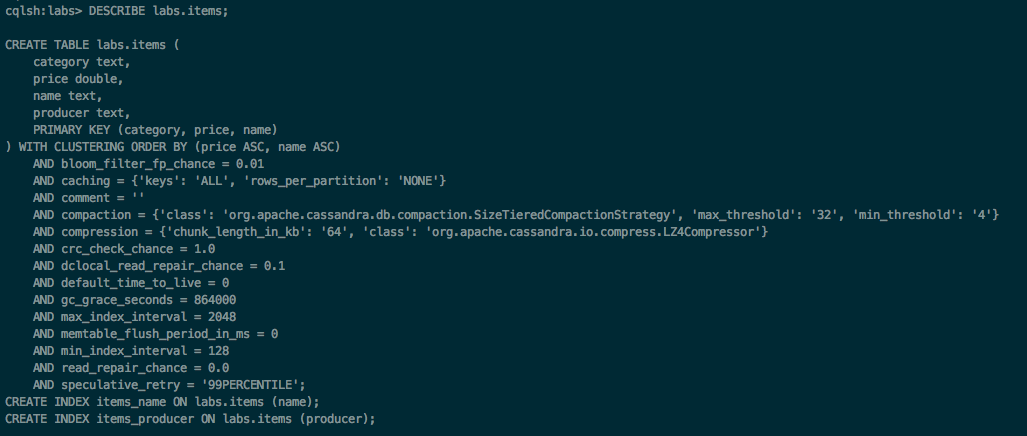 cqlsh:labs> DESCRIBE labs.items;
CREATE TABLE labs.items (
category text,
price double,
name text,
producer text,
PRIMARY KEY (category, price, name)
) WITH CLUSTERING ORDER BY (price ASC, name ASC)
AND bloom_filter_fp_chance = 0.01
AND caching = {'keys': 'ALL', 'rows_per_partition': 'NONE'}
AND comment = ''
AND compaction = {'class': 'org.apache.cassandra.db.compaction.SizeTieredCompactionStrategy', 'max_threshold': '32', 'min_threshold': '4'}
AND compression = {'chunk_length_in_kb': '64', 'class': 'org.apache.cassandra.io.compress.LZ4Compressor'}
AND crc_check_chance = 1.0
AND dclocal_read_repair_chance = 0.1
AND default_time_to_live = 0
AND gc_grace_seconds = 864000
AND max_index_interval = 2048
AND memtable_flush_period_in_ms = 0
AND min_index_interval = 128
AND read_repair_chance = 0.0
AND speculative_retry = '99PERCENTILE';
CREATE INDEX items_name ON labs.items (name);
CREATE INDEX items_producer ON labs.items (producer);